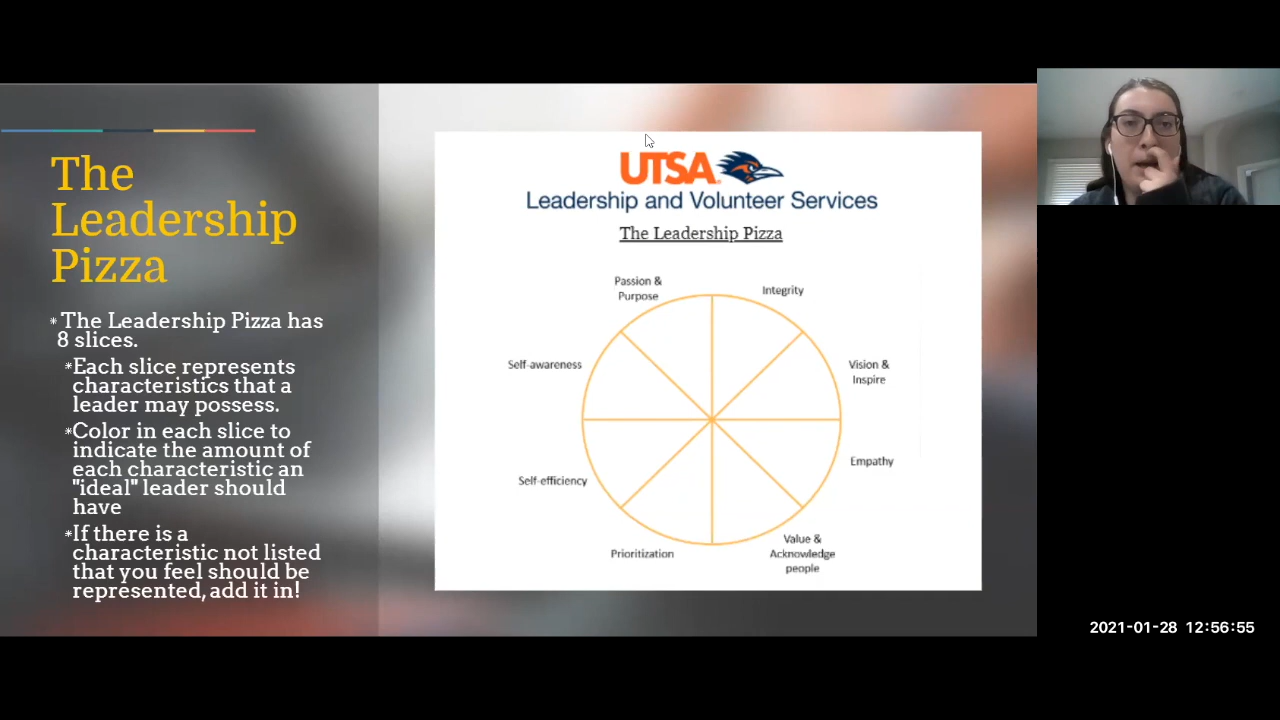 The
Leadership
Pizza
* The Leadership Pizza has
8 slices.
*Each slice represents
characteristics that a
leader may possess.
*Color in each slice to
indicate the amount of
each characteristic an
"ideal" leader should
have
*If there is a
characteristic not listed
that you feel should be
represented, add it in!
UTSA
Leadership and Volunteer Services
The Leadership Pizza
Passion &
Purpose
Integrity
Self-awareness
Vision &
Inspire
Self-efficiency
Empathy
Prioritization
Value &
Acknowledge
people
2021-01-28 12:56:55